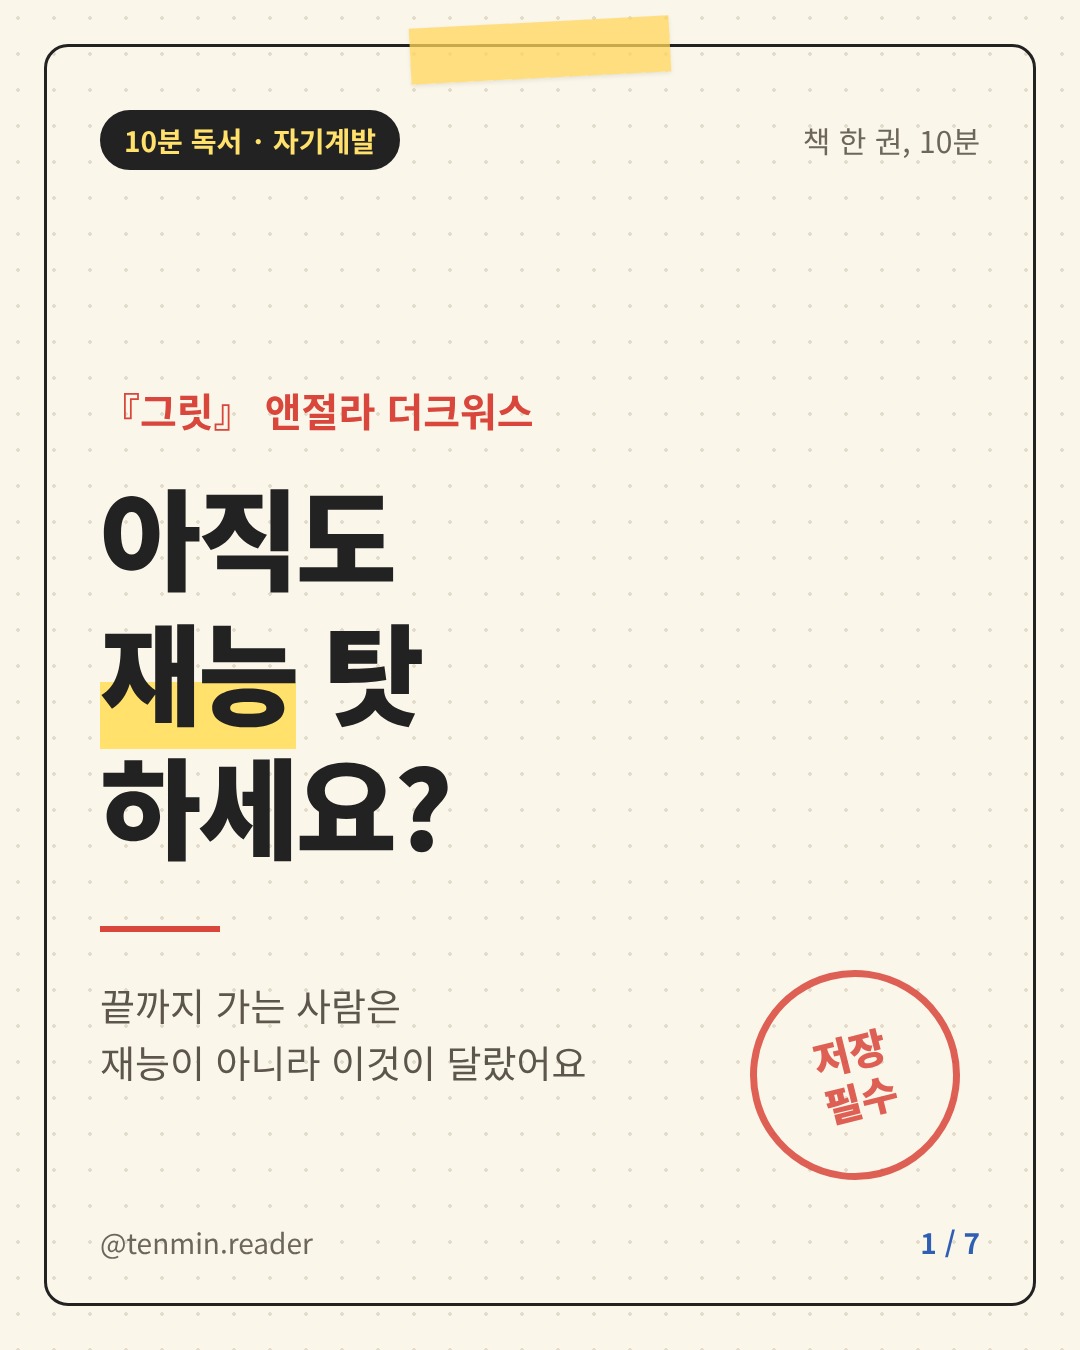 10분 독서 · 자기계발
책 한 권, 10분
『그릿』 앤절라 더크워스
아직도
재능 탓
하세요?
끝까지 가는 사람은
재능이 아니라 이것이 달랐어요
저장
필수
@tenmin.reader
1 / 7